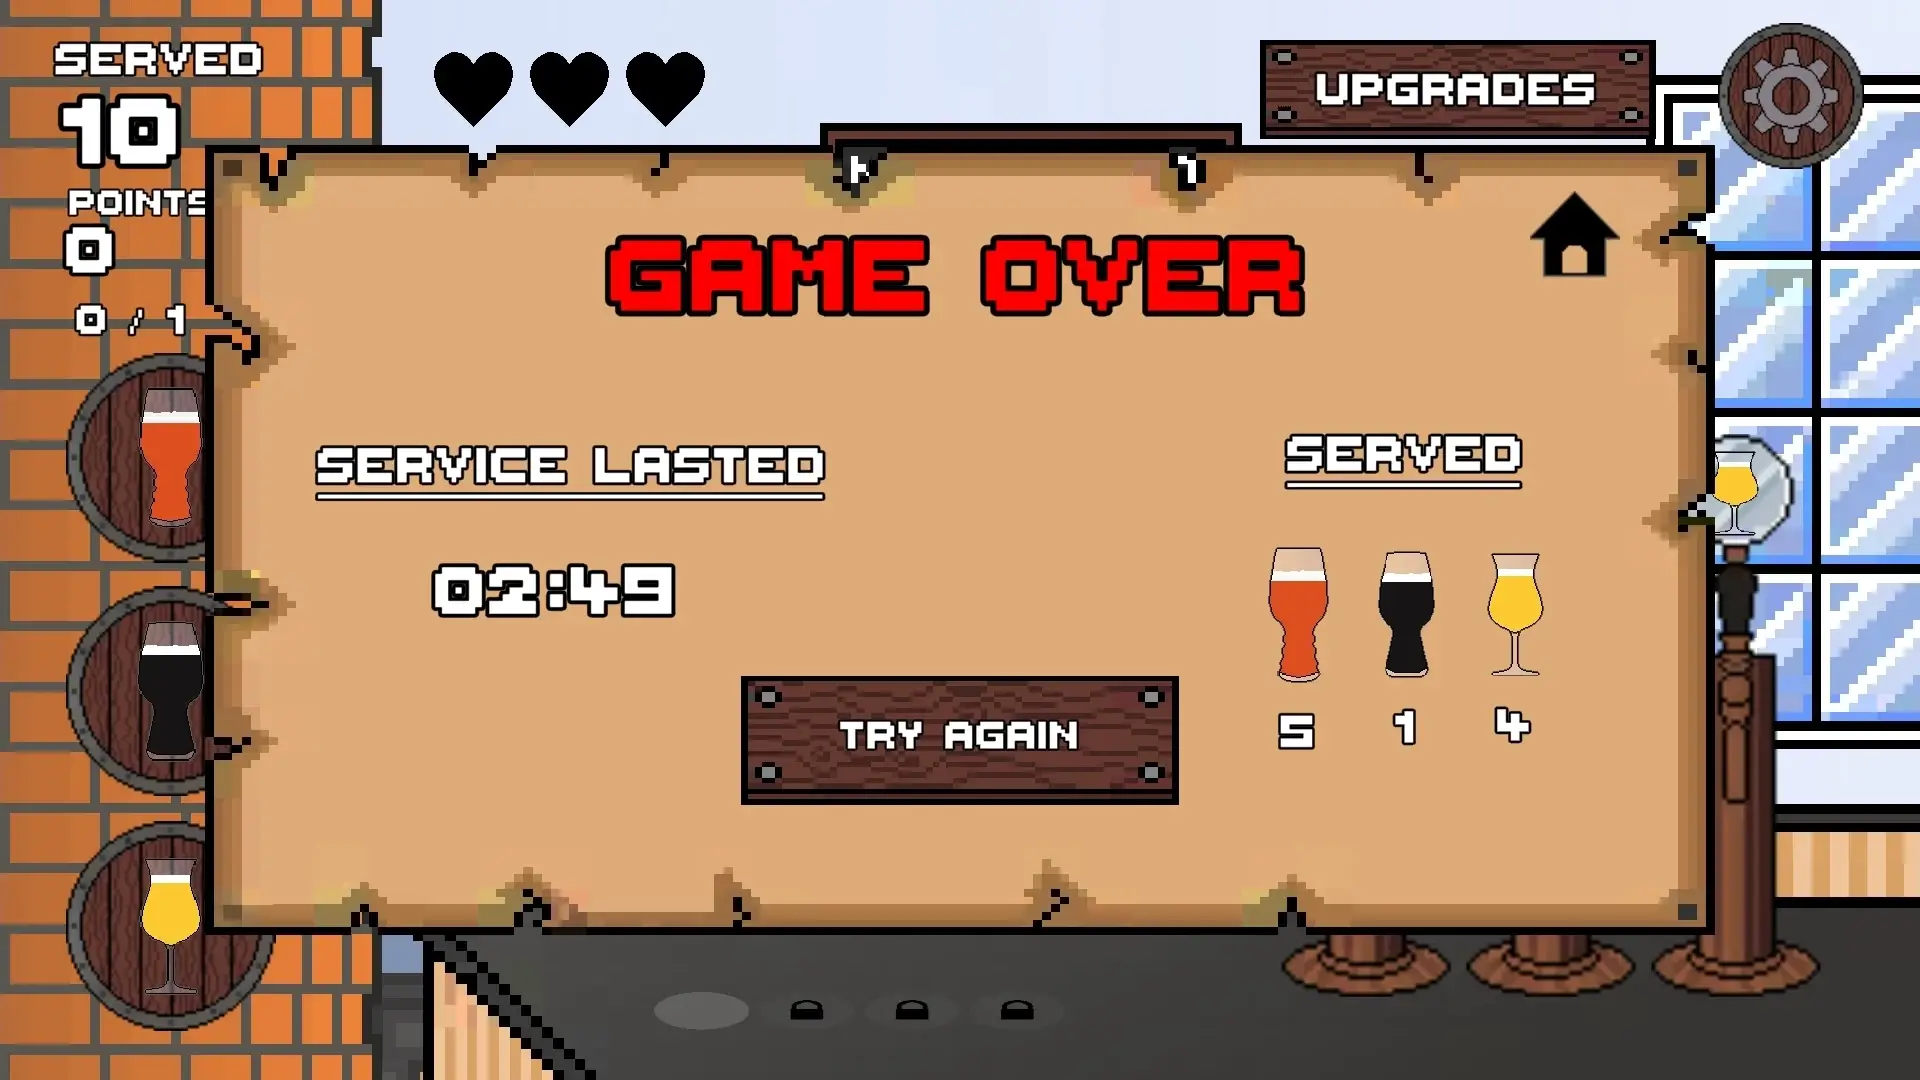 SERVED
10
POINTS
0
0 / 1
UPGRADES
GAME OVER
SERVICE LASTED
02:49
SERVED
5 1 4
TRY AGAIN